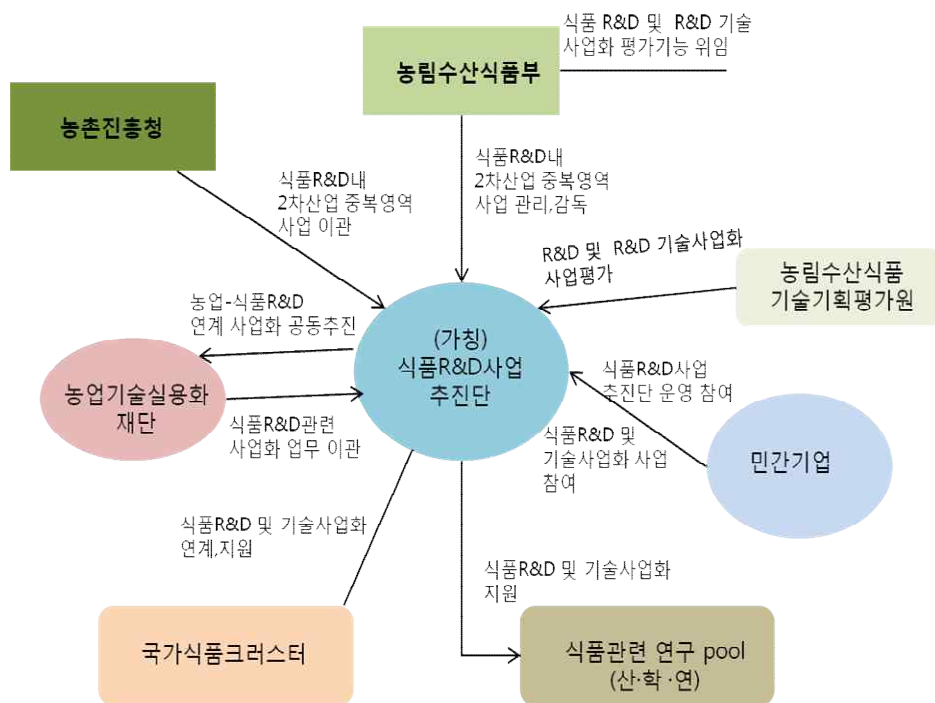 식품 R&D 및 R&D 기술
사업화 평가기능 위임
농림수산식품부
농촌진흥청
식품R&D내
2차산업 중복영역
사업 이관
식품R&D내
2차산업 중복영역
사업 관리,감독
R&D 및 R&D 기술사업화
사업평가
농림수산식품
기술기획평가원
농업-식품R&D
연계 사업화 공동추진
(가칭)
식품R&D사업
추진단
농업기술실용화
재단
식품R&D관련
사업화 업무 이관
식품R&D사업
추진단 운영 참여
식품R&D 및
기술사업화 사업
참여
민간기업
식품R&D 및 기술사업화
연계,지원
식품R&D 및 기술사업화
지원
국가식품크러스터
식품관련 연구 pool
(산·학·연)